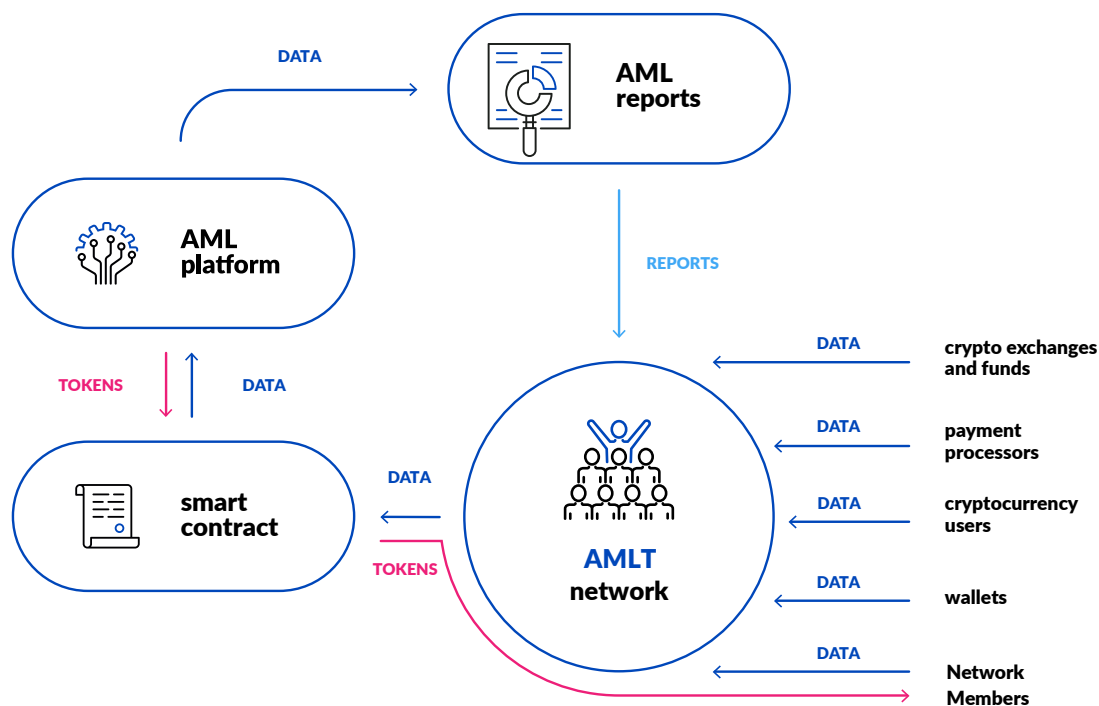 DATA
AML
reports
AML
platform
REPORTS
TOKENS
DATA
smart
contract
DATA
TOKENS
AMLT
network
DATA
crypto exchanges
and funds
DATA
payment
processors
DATA
cryptocurrency
users
DATA
wallets
DATA
Network
Members